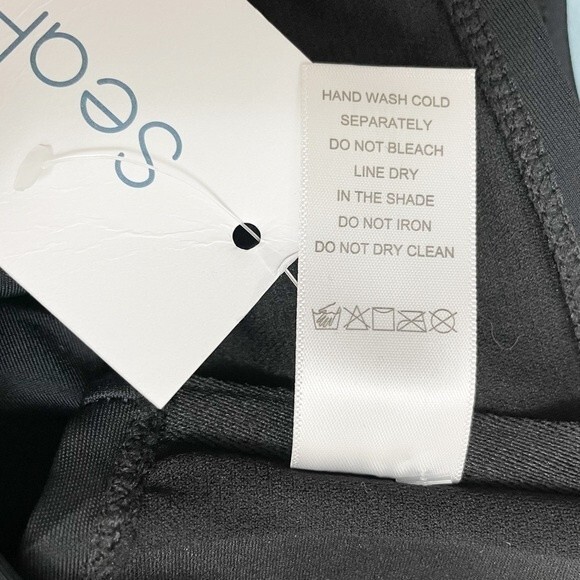 HAND WASH COLD
SEPARATELY
DO NOT BLEACH
LINE DRY
IN THE SHADE
DO NOT IRON
DO NOT DRY CLEAN